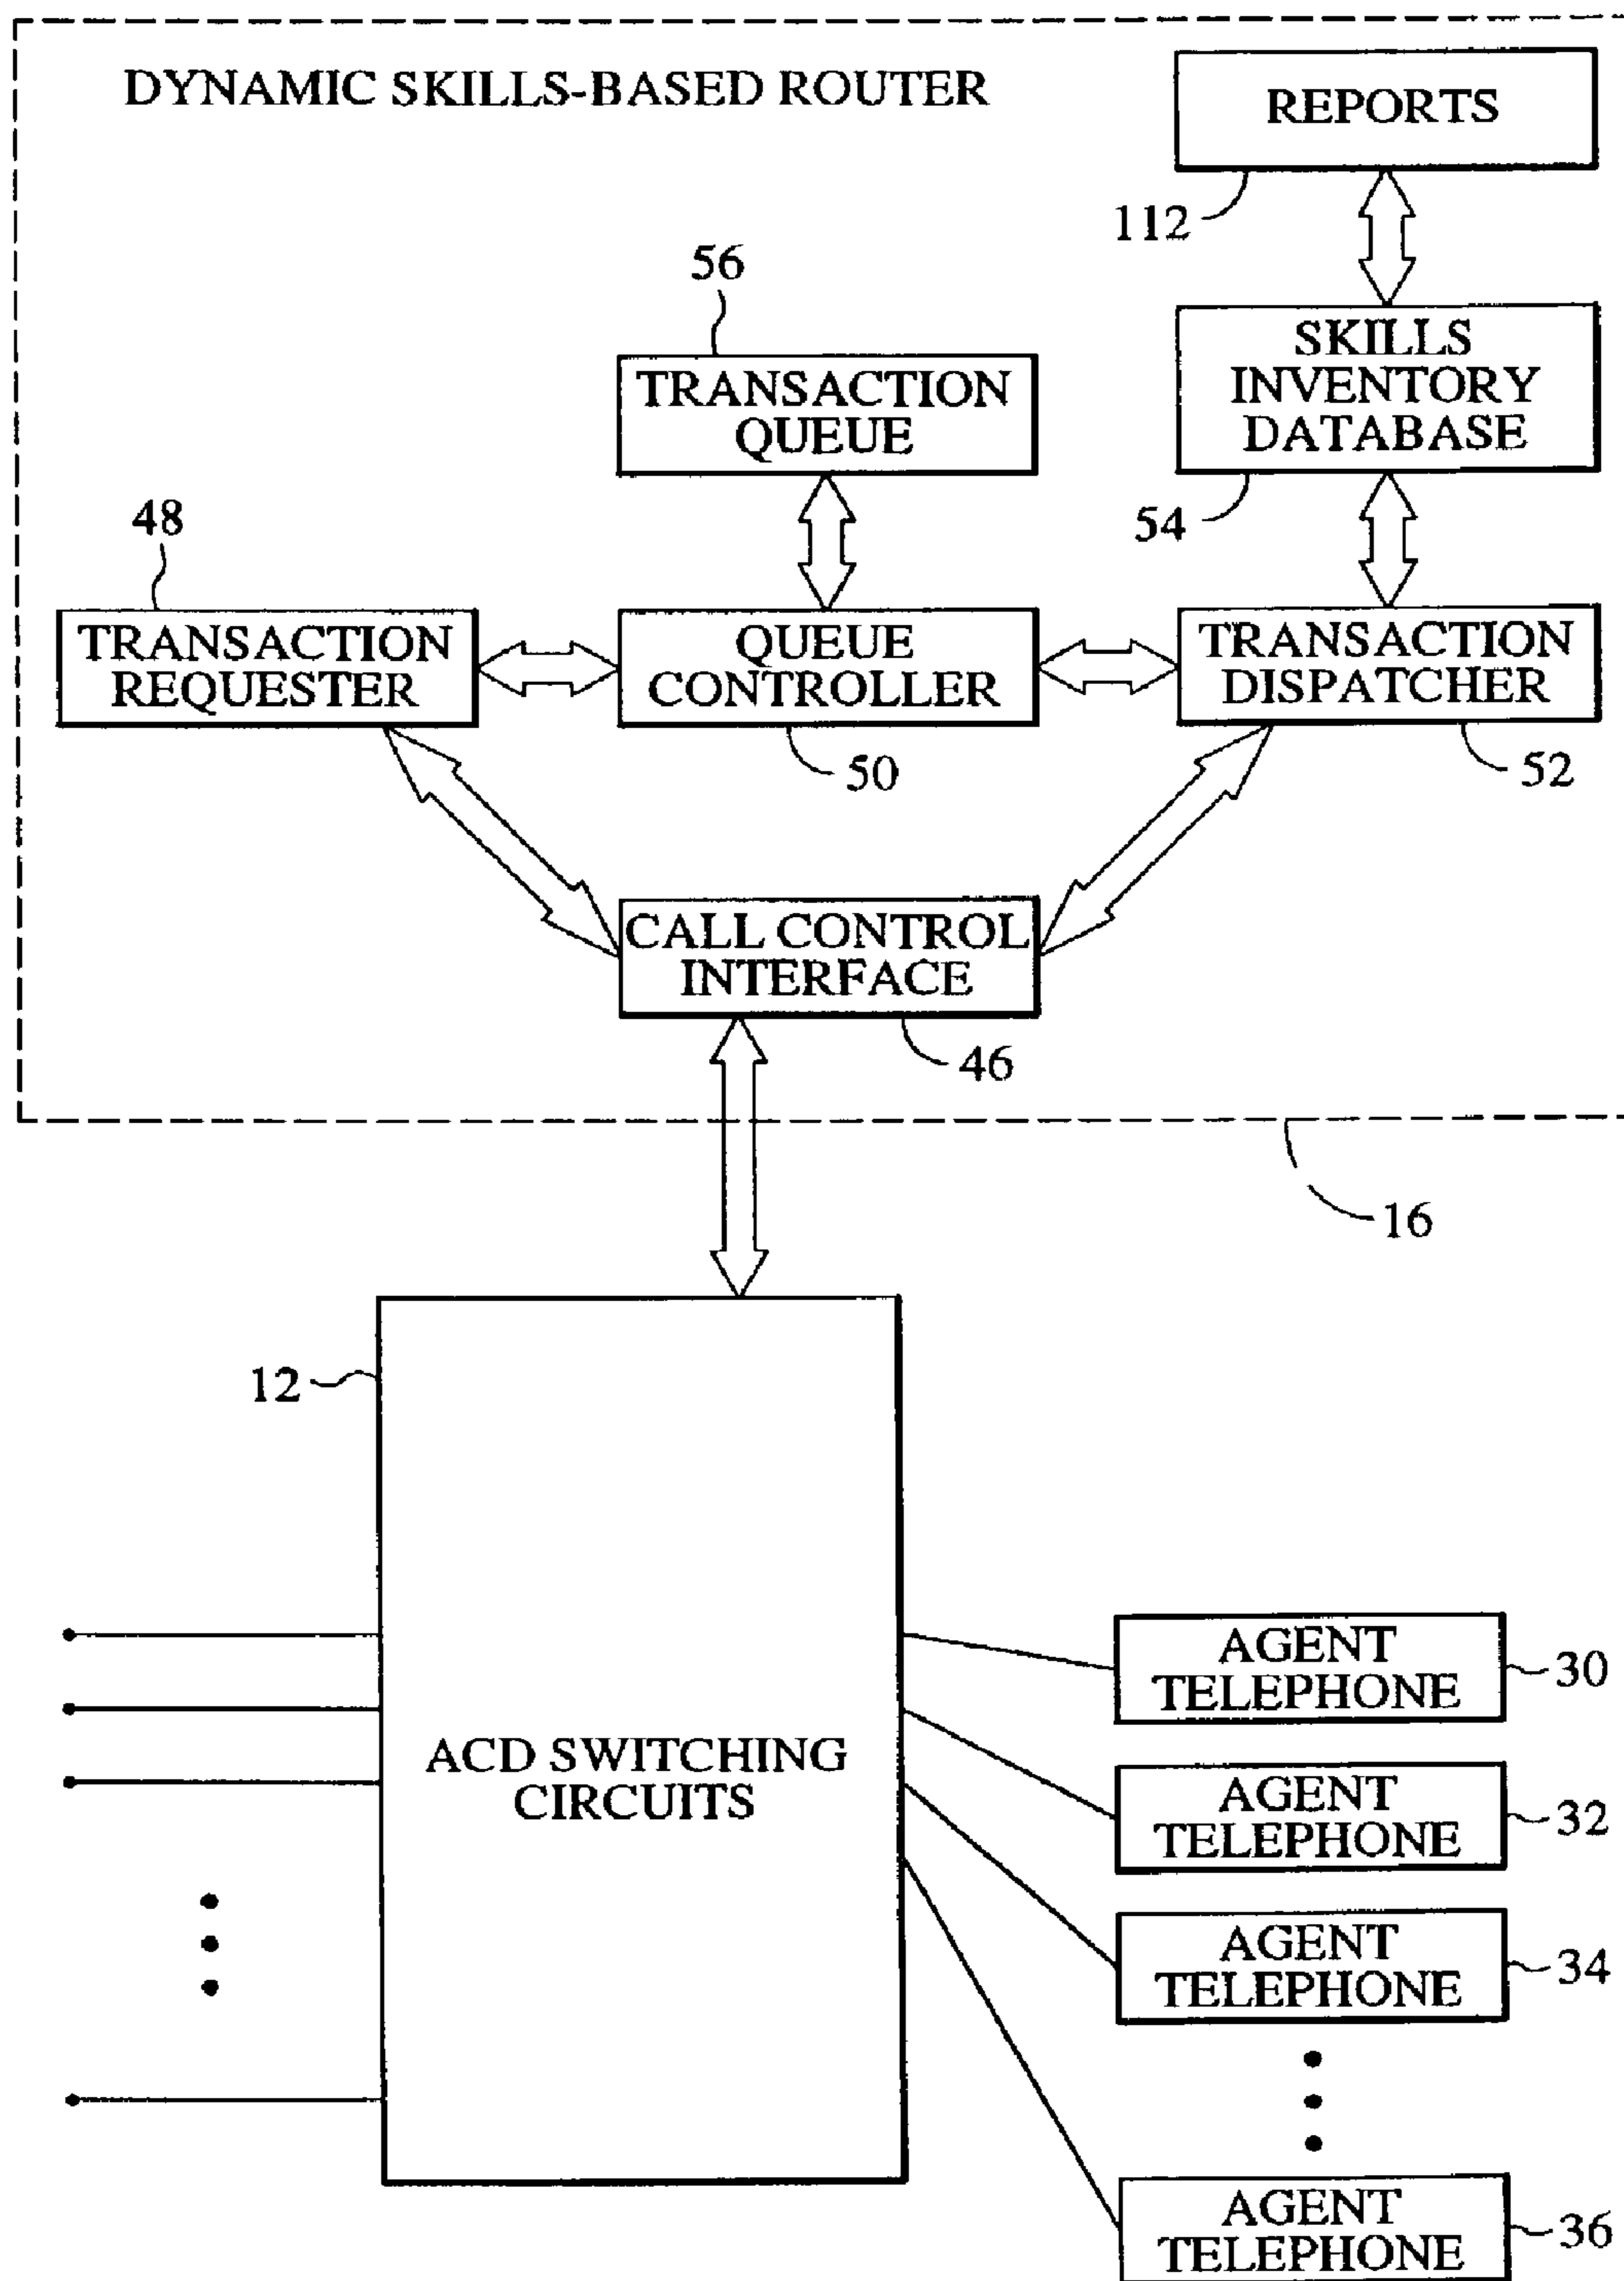 DYNAMIC SKILLS-BASED ROUTER
REPORTS
112
56
TRANSACTION
QUEUE
SKILLS
INVENTORY
DATABASE
54
48
TRANSACTION
REQUESTER
QUEUE
CONTROLLER
50
TRANSACTION
DISPATCHER
52
CALL CONTROL
INTERFACE
46
16
12
ACD SWITCHING
CIRCUITS
AGENT
TELEPHONE
30
AGENT
TELEPHONE
32
AGENT
TELEPHONE
34
AGENT
TELEPHONE
36